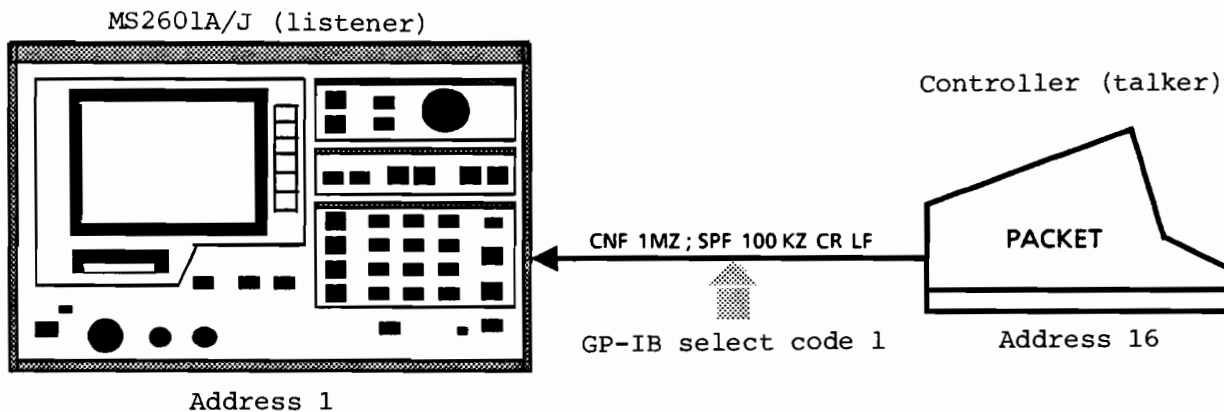 MS2601A/J (listener)
Controller (talker)
CNF 1MZ ; SPF 100 KZ CR LF
PACKET
GP-IB select code 1
Address 16
Address 1